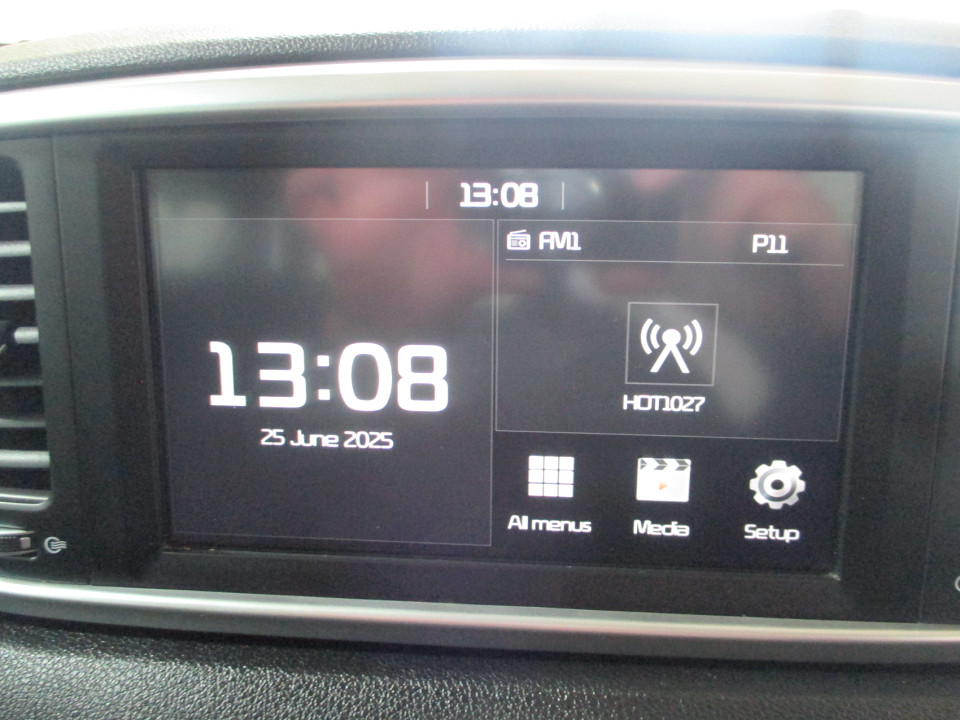 13:08
FM1 P11
13:08
25 June 2025
HOT1027
All menus Media Setup